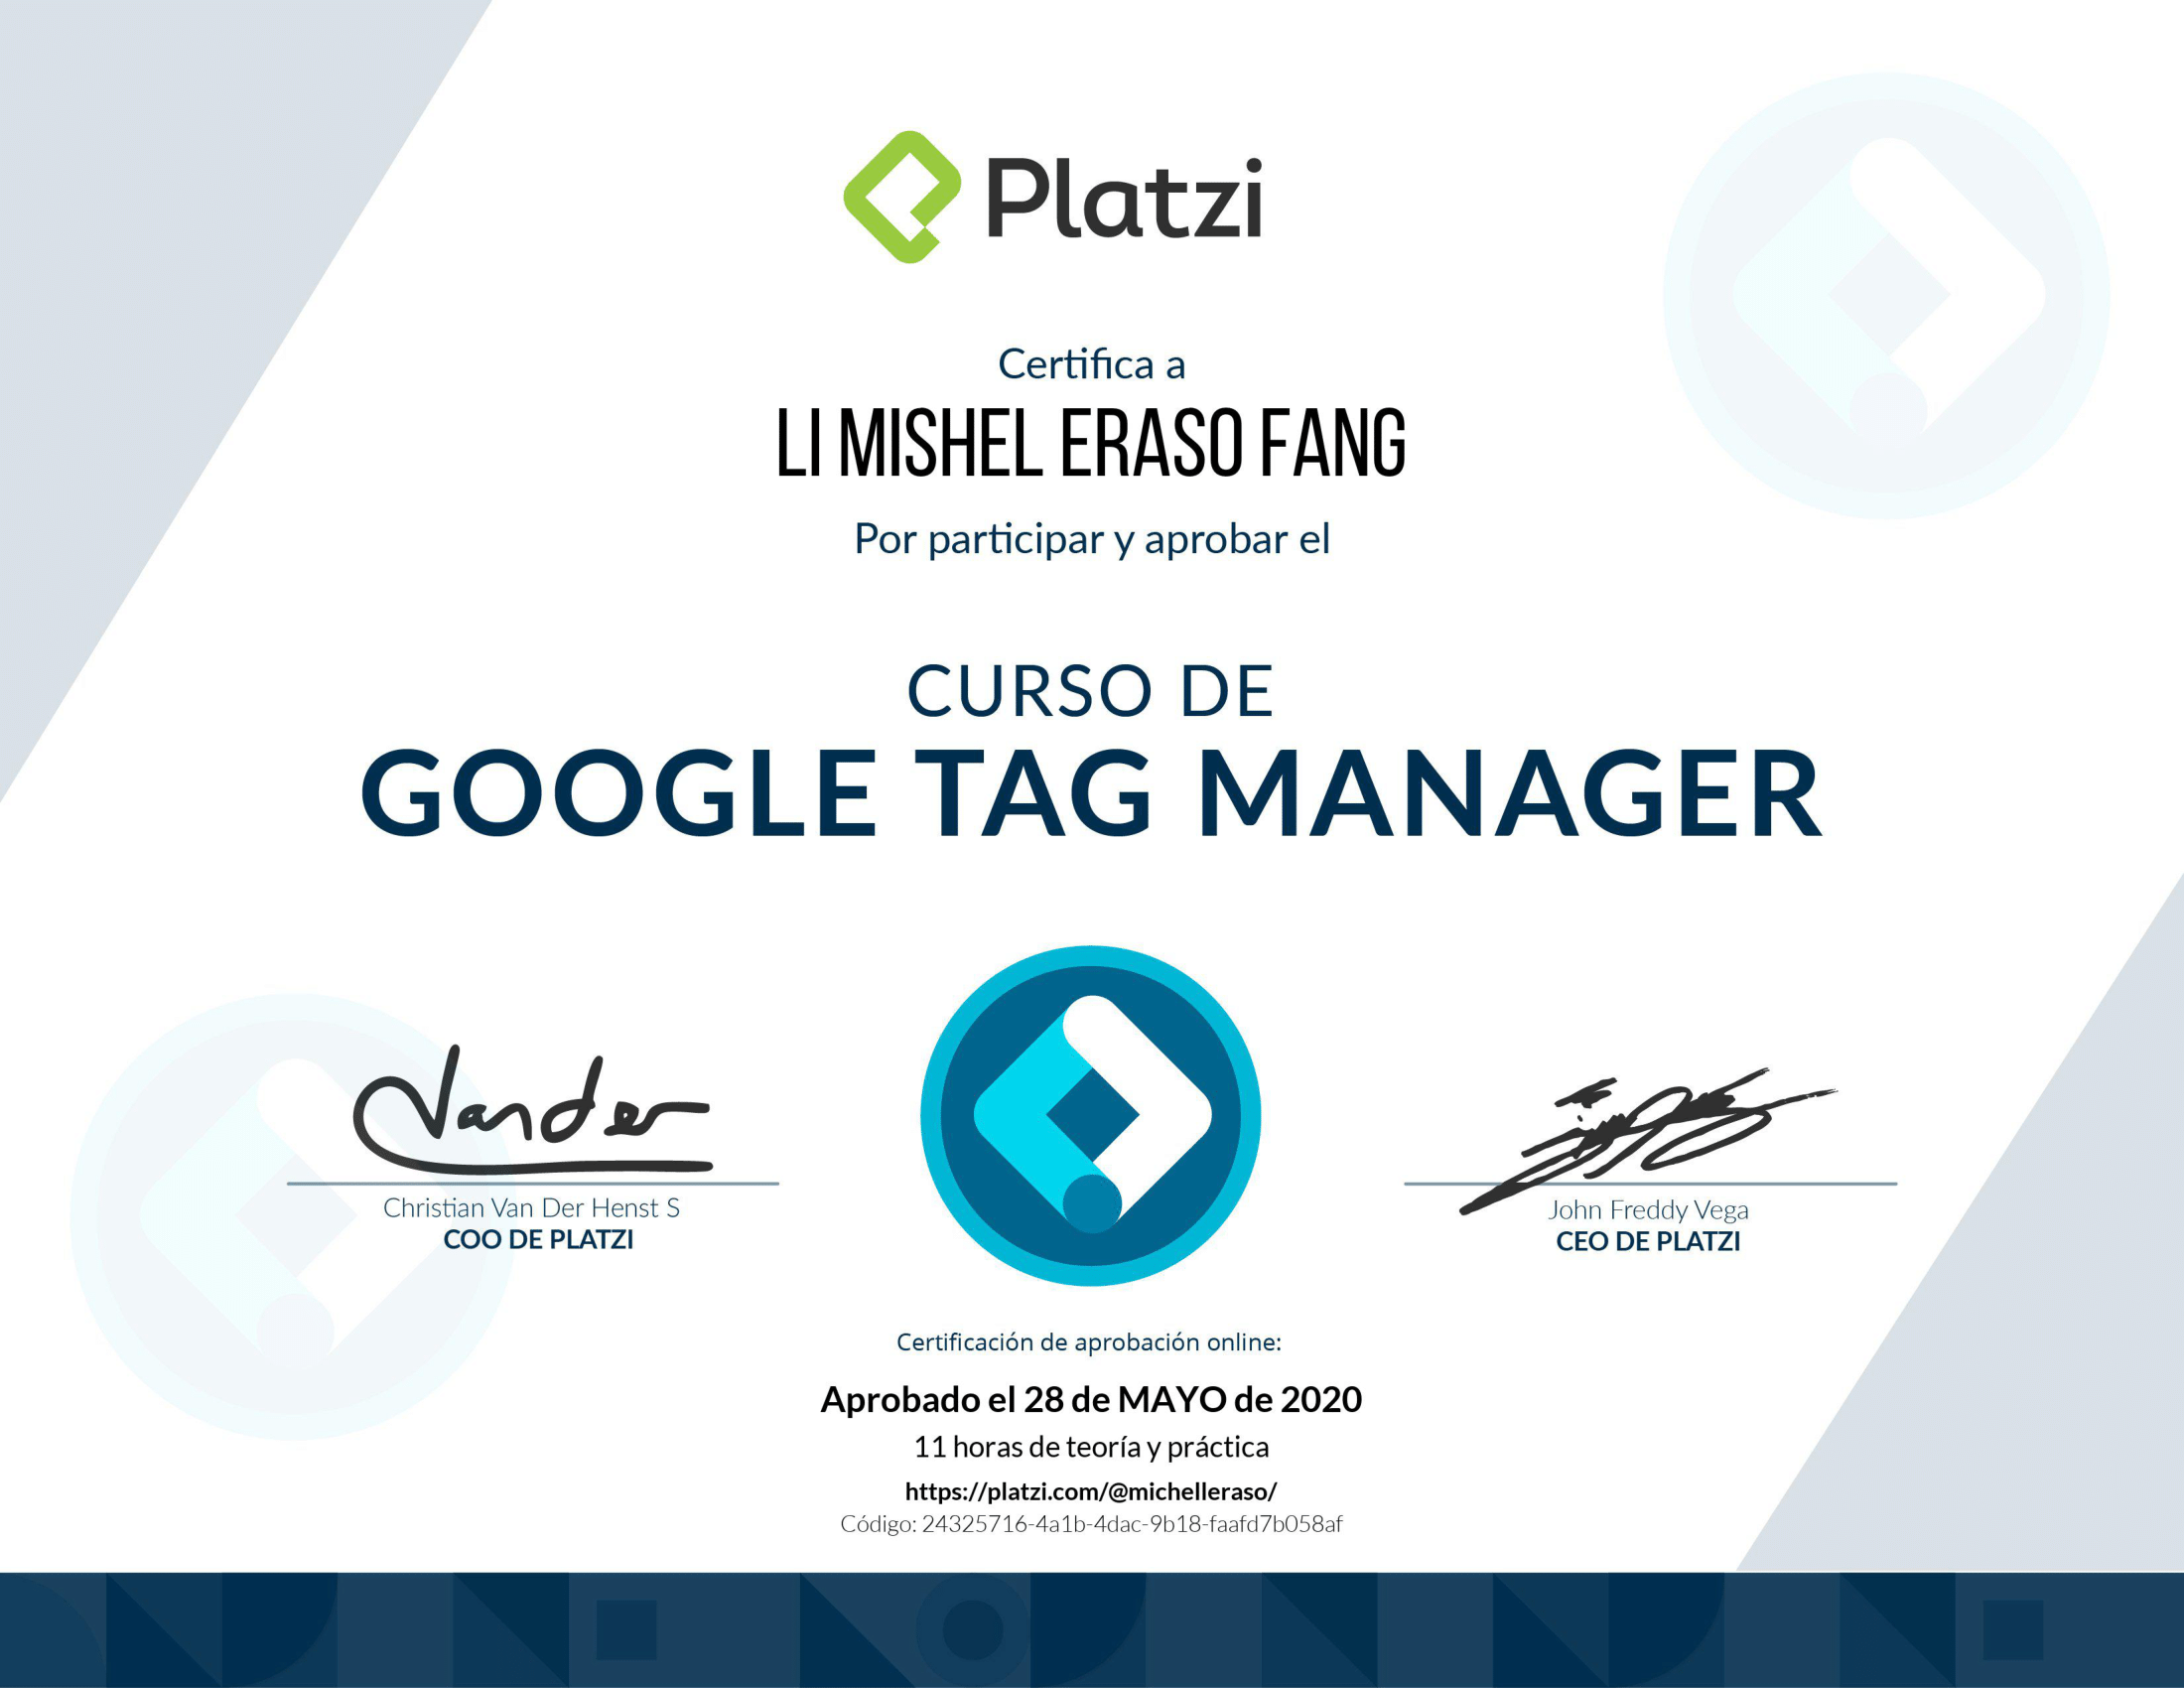 Platzi
Certifica a
LI MISHEL ERASO FANG
Por participar y aprobar el
CURSO DE
GOOGLE TAG MANAGER
Vander
Christian Van Der Henst S
COO DE PLATZI
John Freddy Vega
CEO DE PLATZI
Certificación de aprobación online:
Aprobado el 28 de MAYO de 2020
11 horas de teoría y práctica
https://platzi.com/@michelleraso/
Código: 24325716-4a1b-4dac-9b18-faafd7b058af